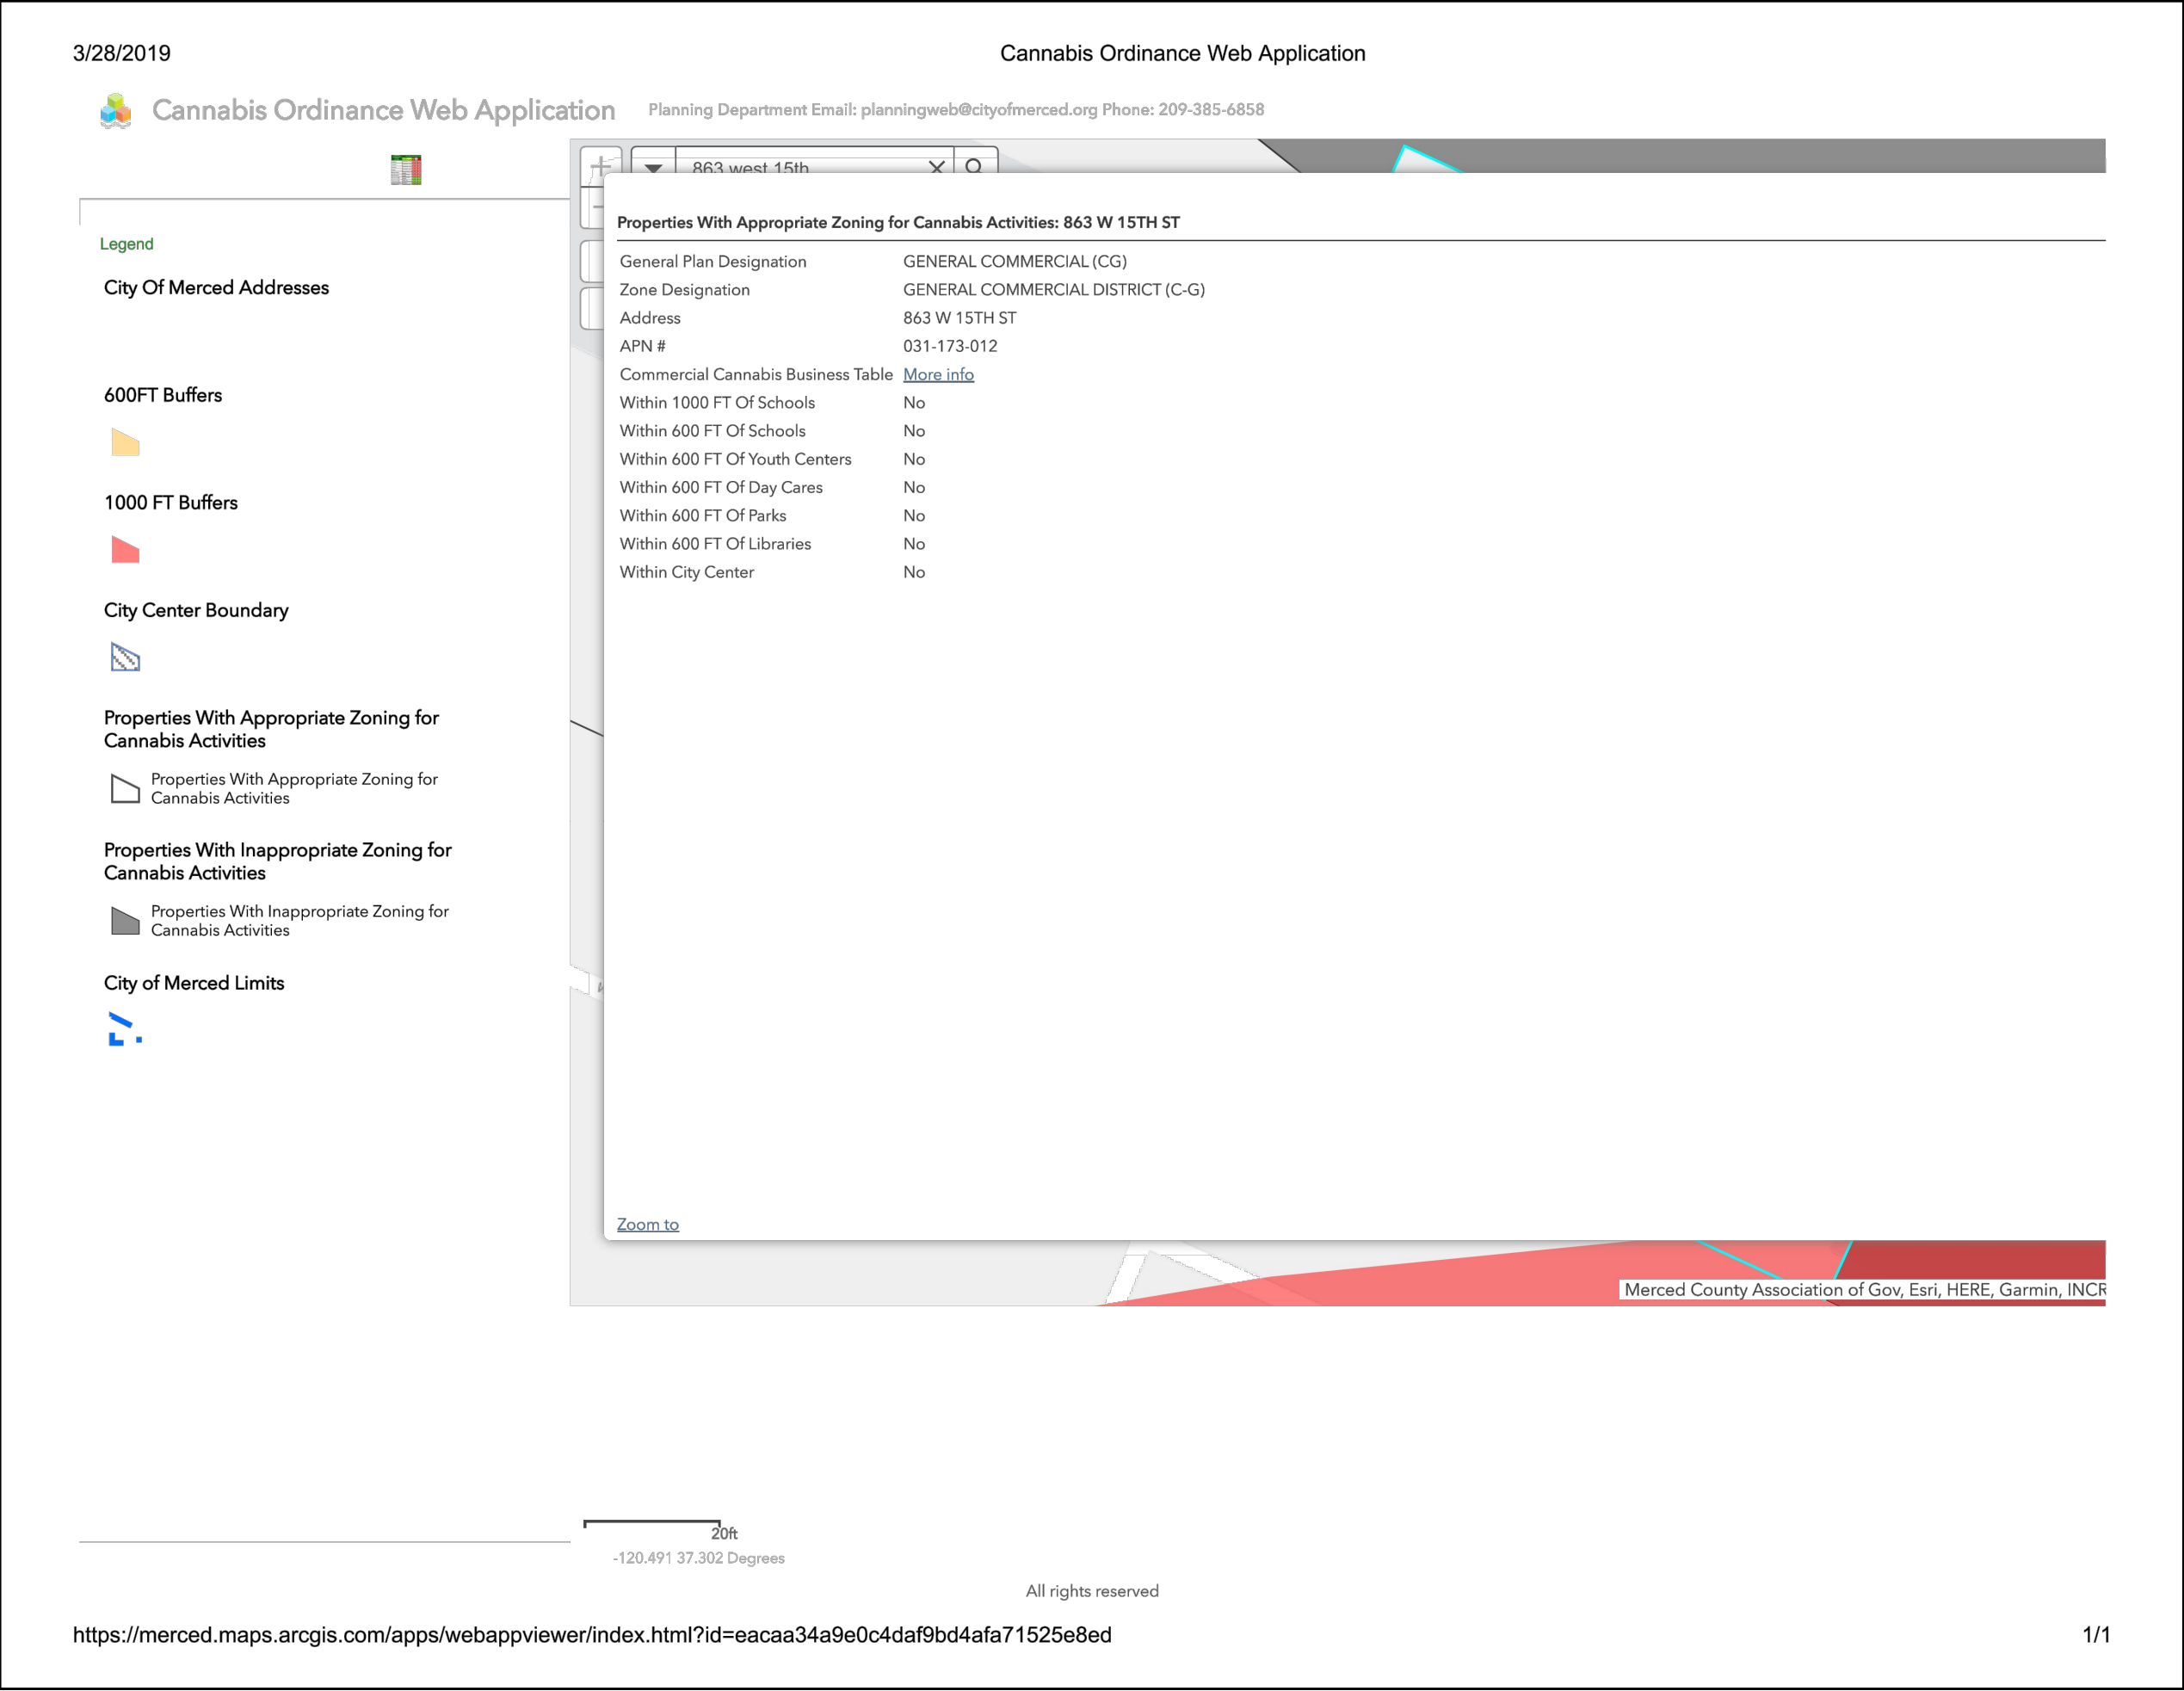 3/28/2019
Cannabis Ordinance Web Application
Cannabis Ordinance Web Application
Planning Department Email: planningweb@cityofmerced.org Phone: 209-385-6858
863 west 15th
Legend
City Of Merced Addresses
600FT Buffers
1000 FT Buffers
City Center Boundary
Properties With Appropriate Zoning for
Cannabis Activities
Properties With Appropriate Zoning for
Cannabis Activities
Properties With Inappropriate Zoning for
Cannabis Activities
Properties With Inappropriate Zoning for
Cannabis Activities
City of Merced Limits
Properties With Appropriate Zoning for Cannabis Activities: 863 W 15TH ST
General Plan Designation GENERAL COMMERCIAL (CG)
Zone Designation GENERAL COMMERCIAL DISTRICT (C-G)
Address 863 W 15TH ST
APN # 031-173-012
Commercial Cannabis Business Table More info
Within 1000 FT Of Schools No
Within 600 FT Of Schools No
Within 600 FT Of Youth Centers No
Within 600 FT Of Day Cares No
Within 600 FT Of Parks No
Within 600 FT Of Libraries No
Within City Center No
Zoom to
Merced County Association of Gov, Esri, HERE, Garmin, INCR
20ft
-120.491 37.302 Degrees
All rights reserved
https://merced.maps.arcgis.com/apps/webappviewer/index.html?id=eacaa34a9e0c4daf9bd4afa71525e8ed
1/1